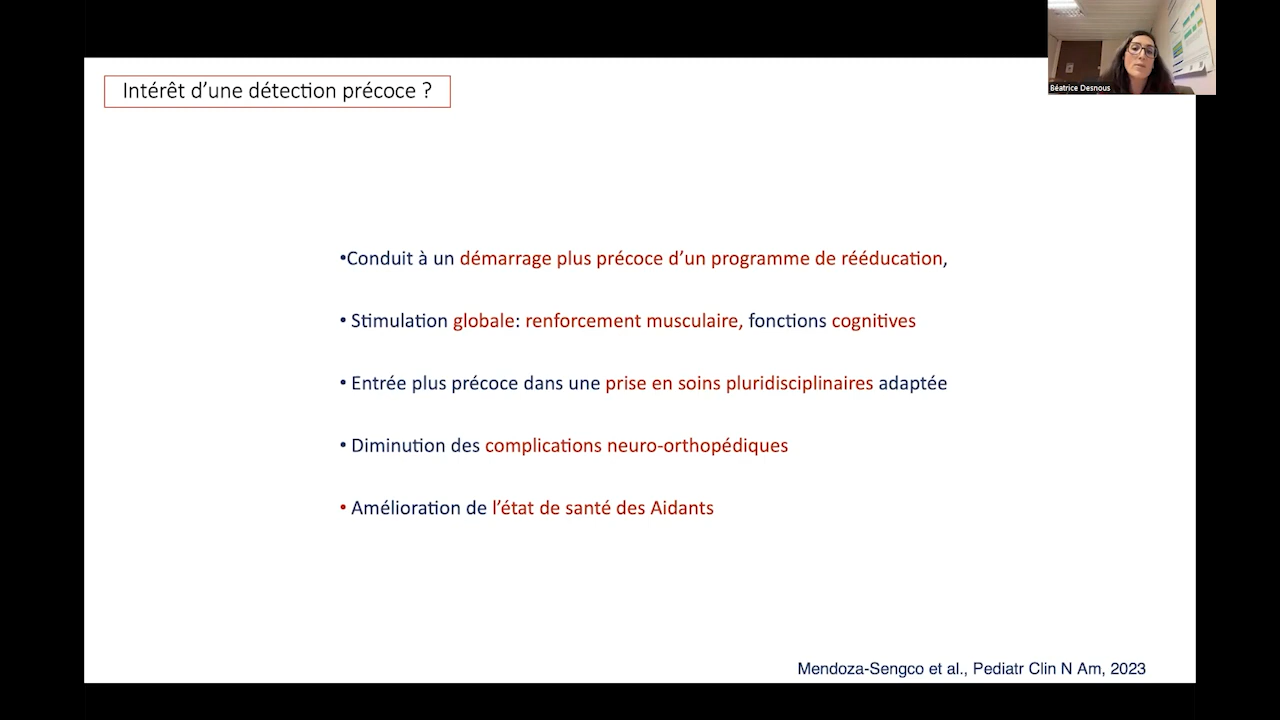 Béatrice Desnous
Intérêt d’une détection précoce ?
•Conduit à un démarrage plus précoce d’un programme de rééducation,
• Stimulation globale: renforcement musculaire, fonctions cognitives
• Entrée plus précoce dans une prise en soins pluridisciplinaires adaptée
• Diminution des complications neuro-orthopédiques
• Amélioration de l’état de santé des Aidants
Mendoza-Sengco et al., Pediatr Clin N Am, 2023